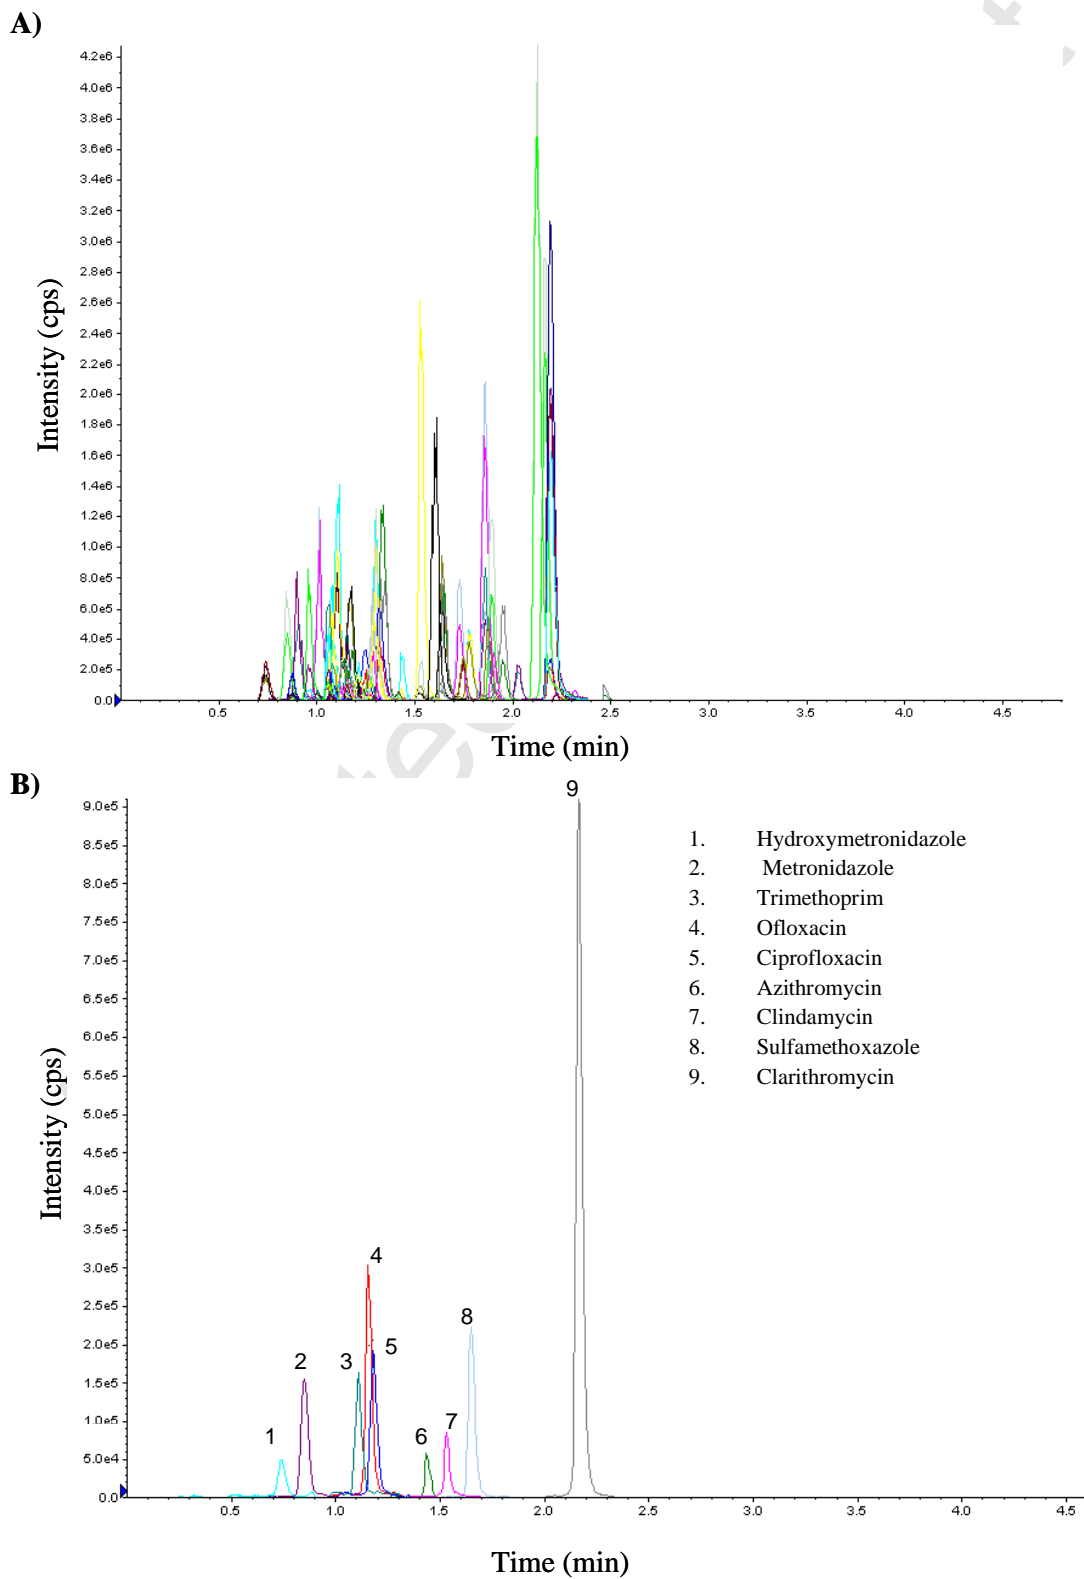 A)
4.2e6
4.0e6
3.8e6
3.6e6
3.4e6
3.2e6
3.0e6
2.8e6
2.6e6
2.4e6
2.2e6
2.0e6
1.8e6
1.6e6
1.4e6
1.2e6
1.0e6
8.0e5
6.0e5
4.0e5
2.0e5
0.0
Intensity (cps)
0.5 1.0 1.5 2.0 2.5 3.0 3.5 4.0 4.5
Time (min)
B)
9.0e5
8.5e5
8.0e5
7.5e5
7.0e5
6.5e5
6.0e5
5.5e5
5.0e5
4.5e5
4.0e5
3.5e5
3.0e5
2.5e5
2.0e5
1.5e5
1.0e5
5.0e4
0.0
Intensity (cps)
1 2 3 4 5 6 7 8 9
1. Hydroxymetronidazole
2. Metronidazole
3. Trimethoprim
4. Ofloxacin
5. Ciprofloxacin
6. Azithromycin
7. Clindamycin
8. Sulfamethoxazole
9. Clarithromycin
0.5 1.0 1.5 2.0 2.5 3.0 3.5 4.0 4.5
Time (min)